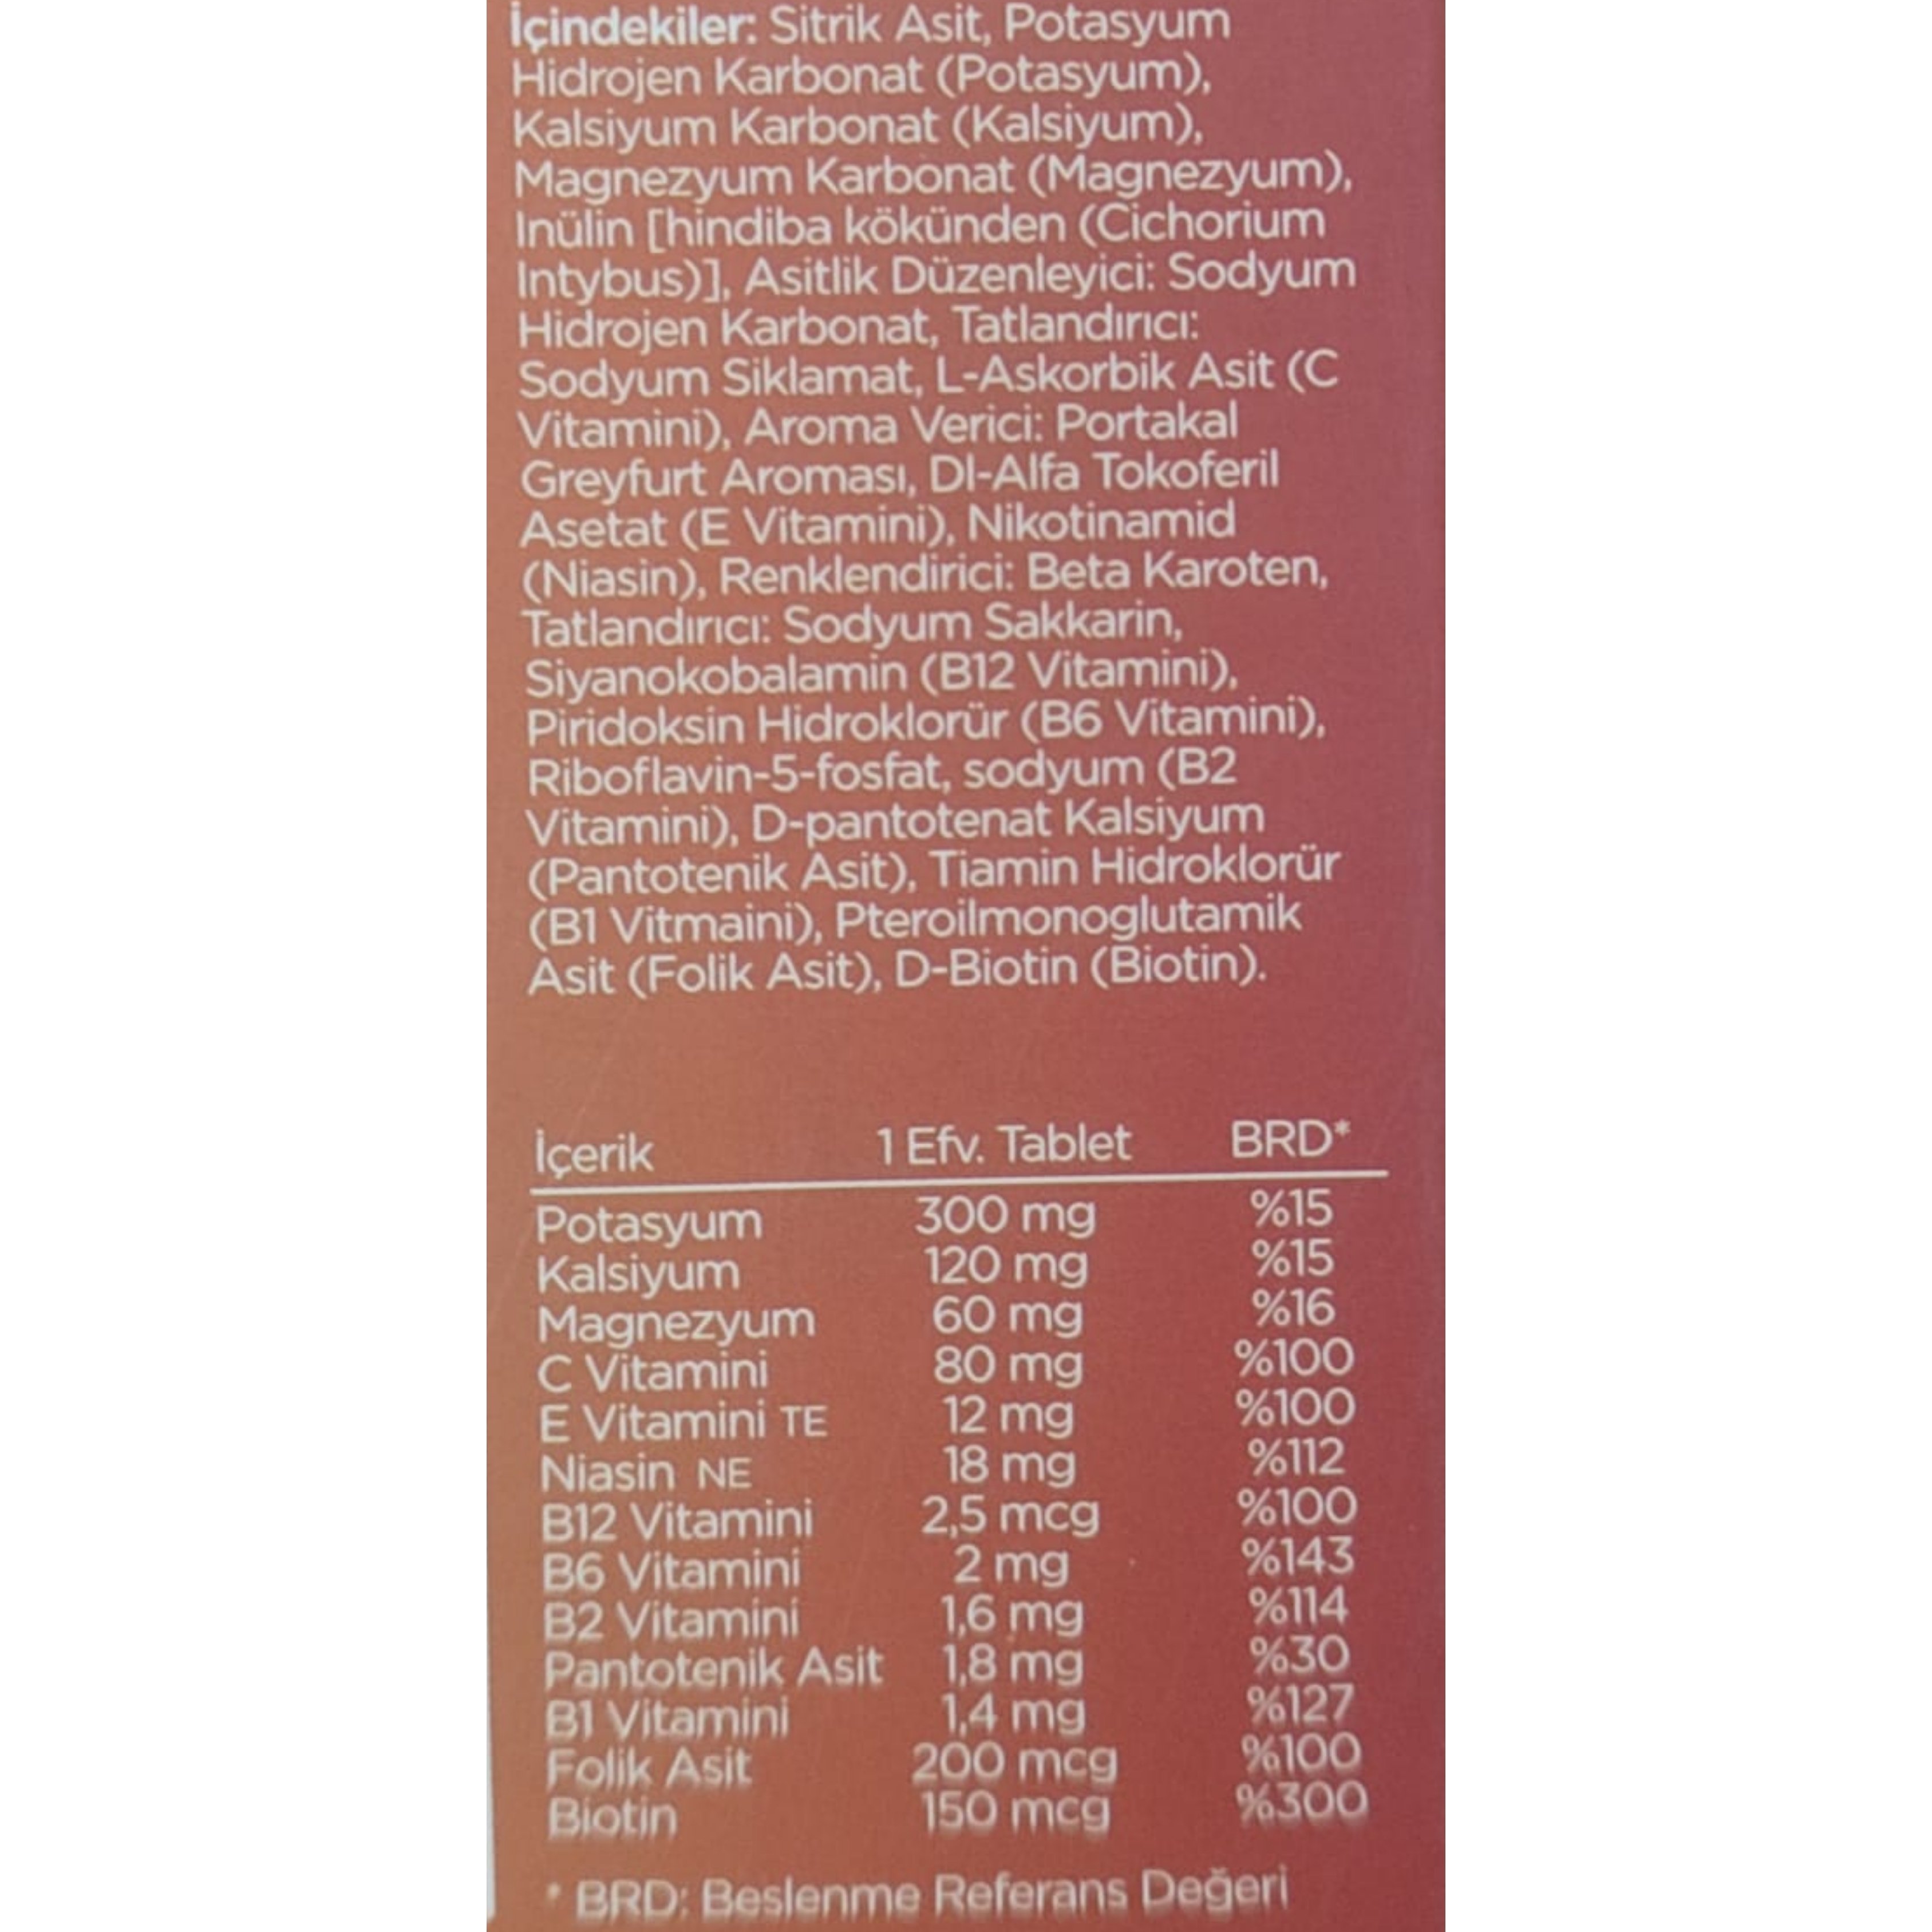 İçindekiler: Sitrik Asit, Potasyum
Hidrojen Karbonat (Potasyum),
Kalsiyum Karbonat (Kalsiyum),
Magnezyum Karbonat (Magnezyum),
Inülin [hindiba kökünden (Cichorium
Intybus)], Asitlik Düzenleyici: Sodyum
Hidrojen Karbonat, Tatlandırıcı:
Sodyum Siklamat, L-Askorbik Asit (C
Vitamini), Aroma Verici: Portakal
Greyfurt Aroması, Dl-Alfa Tokoferil
Asetat (E Vitamini), Nikotinamid
(Niasin), Renklendirici: Beta Karoten,
Tatlandırıcı: Sodyum Sakkarin,
Siyanokobalamin (B12 Vitamini),
Piridoksin Hidroklorür (B6 Vitamini),
Riboflavin-5-fosfat, sodyum (B2
Vitamini), D-pantotenat Kalsiyum
(Pantotenik Asit), Tiamin Hidroklorür
(B1 Vitmaini), Pteroilmonoglutamik
Asit (Folik Asit), D-Biotin (Biotin).
İçerik 1 Efv. Tablet BRD*
Potasyum 300 mg %15
Kalsiyum 120 mg %15
Magnezyum 60 mg %16
C Vitamini 80 mg %100
E Vitamini TE 12 mg %100
Niasin NE 18 mg %112
B12 Vitamini 2,5 mcg %100
B6 Vitamini 2 mg %143
B2 Vitamini 1,6 mg %114
Pantotenik Asit 1,8 mg %30
B1 Vitamini 1,4 mg %127
Folik Asit 200 mcg %100
Biotin 150 mcg %300
* BRD: Beslenme Referans Değeri